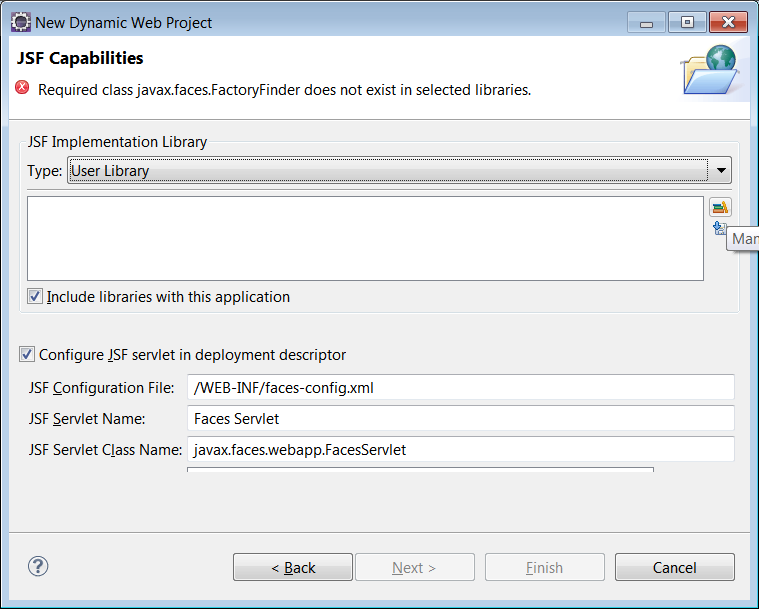 New Dynamic Web Project
JSF Capabilities
Required class javax.faces.FactoryFinder does not exist in selected libraries.
JSF Implementation Library
Type: User Library
Include libraries with this application
Configure JSF servlet in deployment descriptor
JSF Configuration File: /WEB-INF/faces-config.xml
JSF Servlet Name: Faces Servlet
JSF Servlet Class Name: javax.faces.webapp.FacesServlet
? < Back Next > Finish Cancel